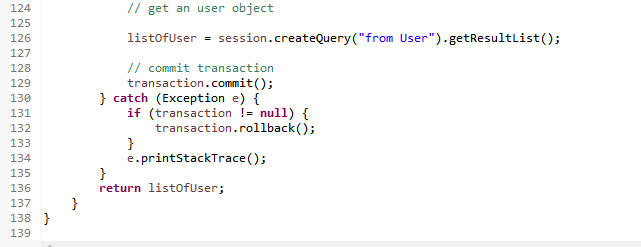 124 // get an user object
125
126 listOfUser = session.createQuery("from User").getResultList();
127
128 // commit transaction
129 transaction.commit();
130 } catch (Exception e) {
131 if (transaction != null) {
132 transaction.rollback();
133 }
134 e.printStackTrace();
135 }
136 return listOfUser;
137 }
138 }
139